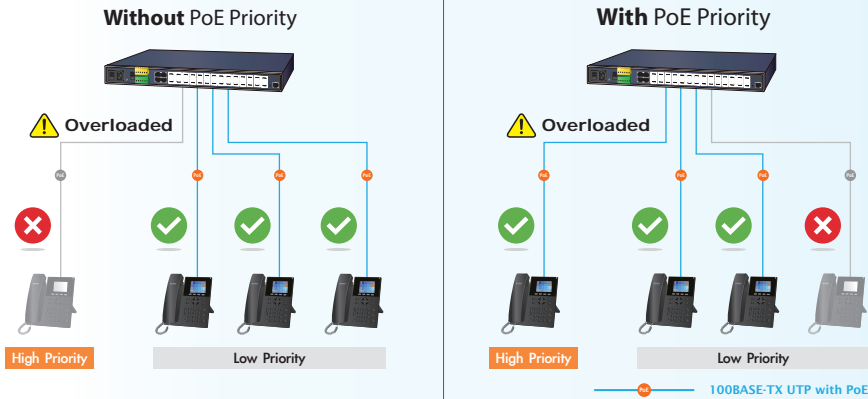 Without PoE Priority
With PoE Priority
Overloaded
Overloaded
PoE
PoE
PoE
PoE
PoE
PoE
PoE
PoE
High Priority
Low Priority
High Priority
Low Priority
PoE
100BASE-TX UTP with PoE